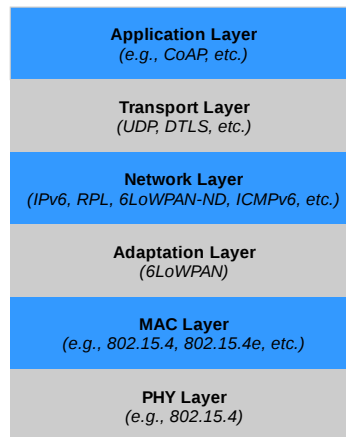 Application Layer
(e.g., CoAP, etc.)
Transport Layer
(UDP, DTLS, etc.)
Network Layer
(IPv6, RPL, 6LoWPAN-ND, ICMPv6, etc.)
Adaptation Layer
(6LoWPAN)
MAC Layer
(e.g., 802.15.4, 802.15.4e, etc.)
PHY Layer
(e.g., 802.15.4)